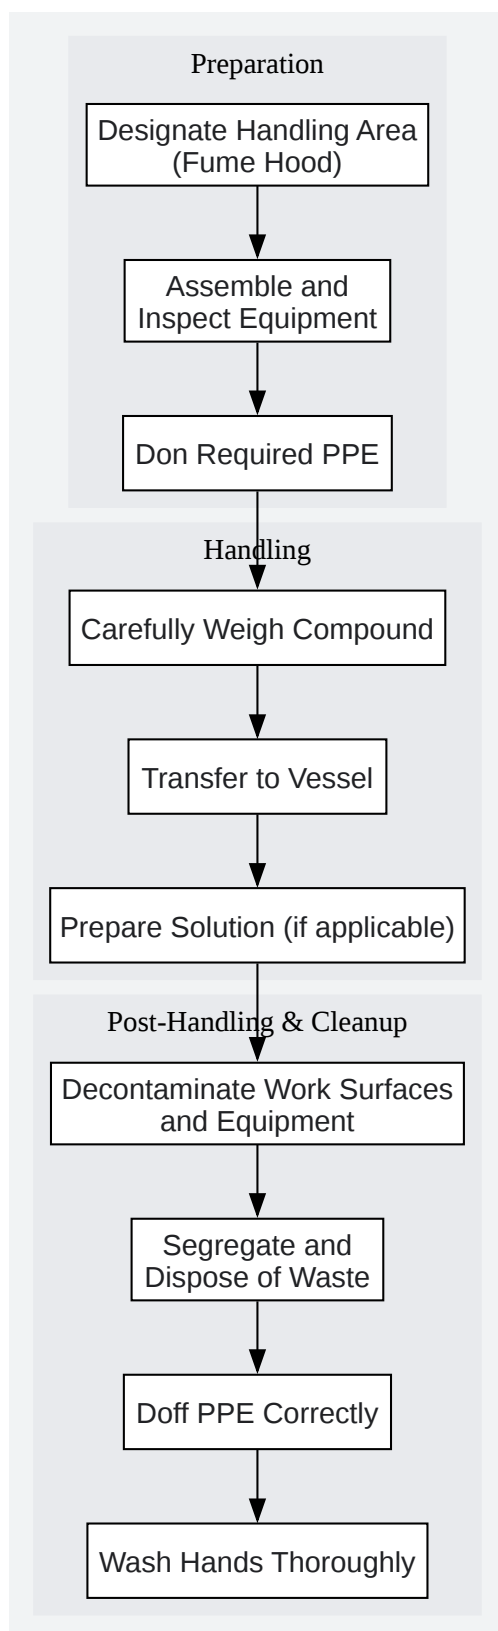 Preparation
Designate Handling Area
(Fume Hood)
Assemble and
Inspect Equipment
Don Required PPE
Handling
Carefully Weigh Compound
Transfer to Vessel
Prepare Solution (if applicable)
Post-Handling & Cleanup
Decontaminate Work Surfaces
and Equipment
Segregate and
Dispose of Waste
Doff PPE Correctly
Wash Hands Thoroughly